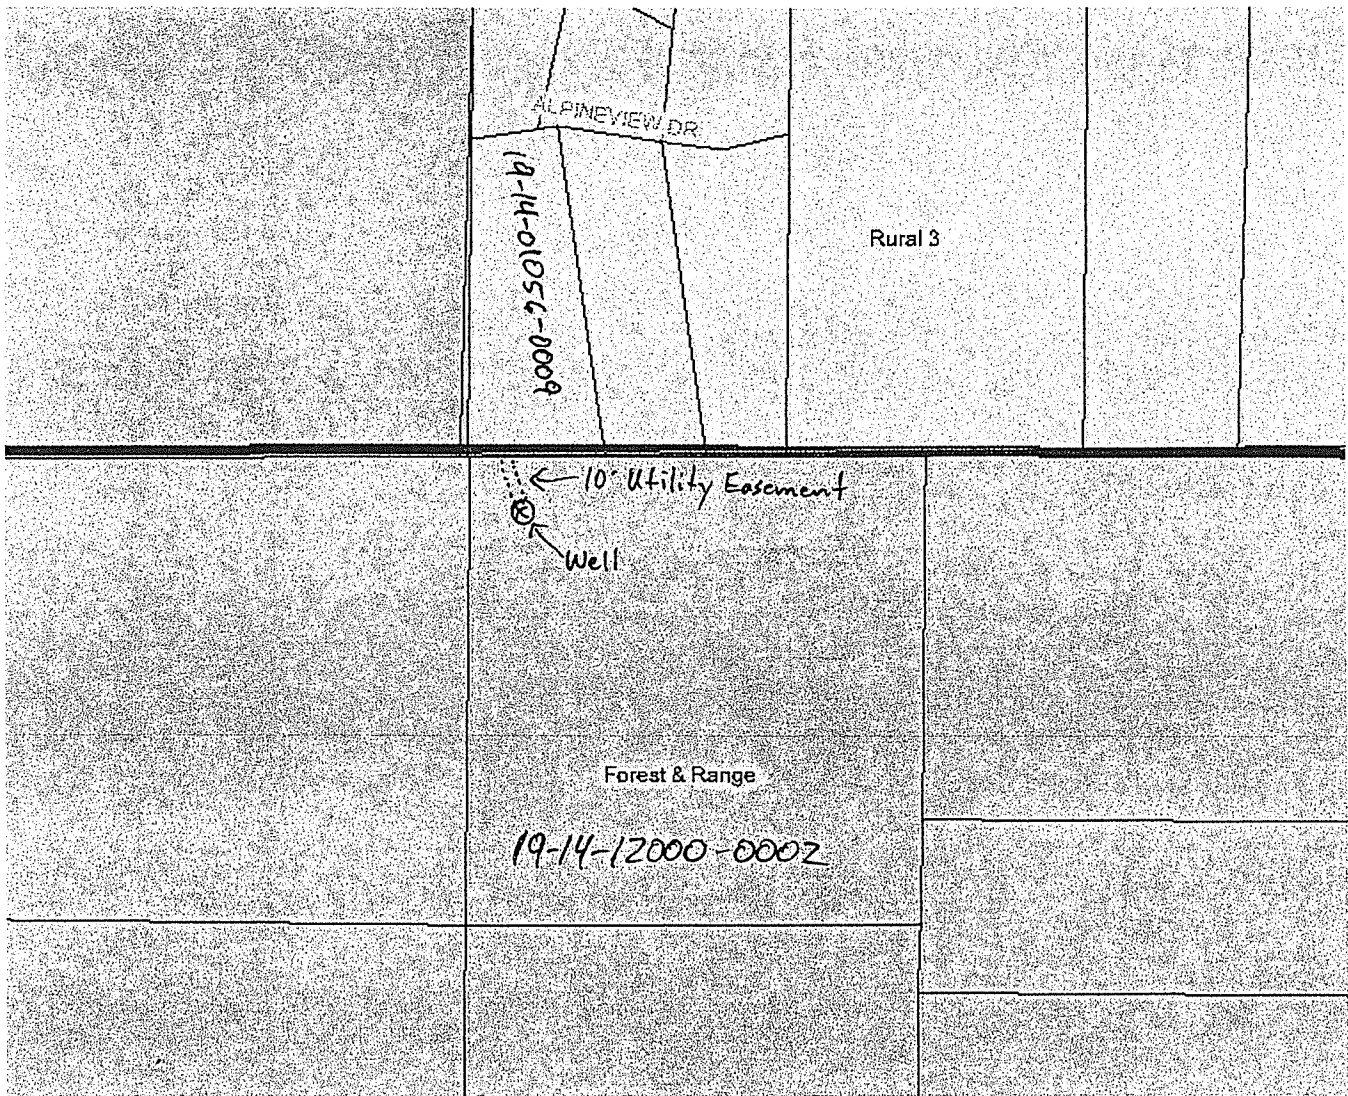 ALPINEVIEW DR
19-14-01056-0009
Rural 3
10' Utility Easement
Well
Forest & Range
19-14-12000-0002